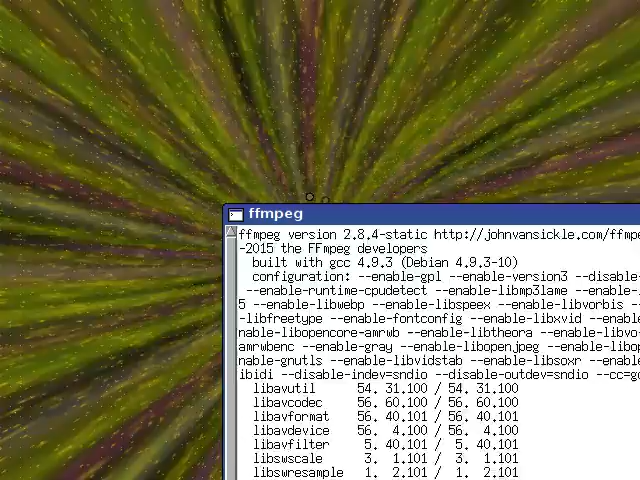 ffmpeg
ffmpeg version 2.8.4-static http://johnvansickle.com/ffmpe
-2015 the FFmpeg developers
built with gcc 4.9.3 (Debian 4.9.3-10)
configuration: --enable-gpl --enable-version3 --disable-
--enable-runtime-cpudetect --enable-libmp3lame --enable-
5 --enable-libwebp --enable-libspeex --enable-libvorbis --
-libfreetype --enable-fontconfig --enable-libxvid --enable-
nable-libopencore-amrwb --enable-libtheora --enable-libvo-
amrwbenc --enable-gray --enable-libopenjpeg --enable-libop
nable-gnutls --enable-libvidstab --enable-libsoxr --enable-
ibidi --disable-indev=sndio --disable-outdev=sndio --cc=gc
libavutil 54. 31.100 / 54. 31.100
libavcodec 56. 60.100 / 56. 60.100
libavformat 56. 40.101 / 56. 40.101
libavdevice 56. 4.100 / 56. 4.100
libavfilter 5. 40.101 / 5. 40.101
libswscale 3. 1.101 / 3. 1.101
libswresample 1. 2.101 / 1. 2.101